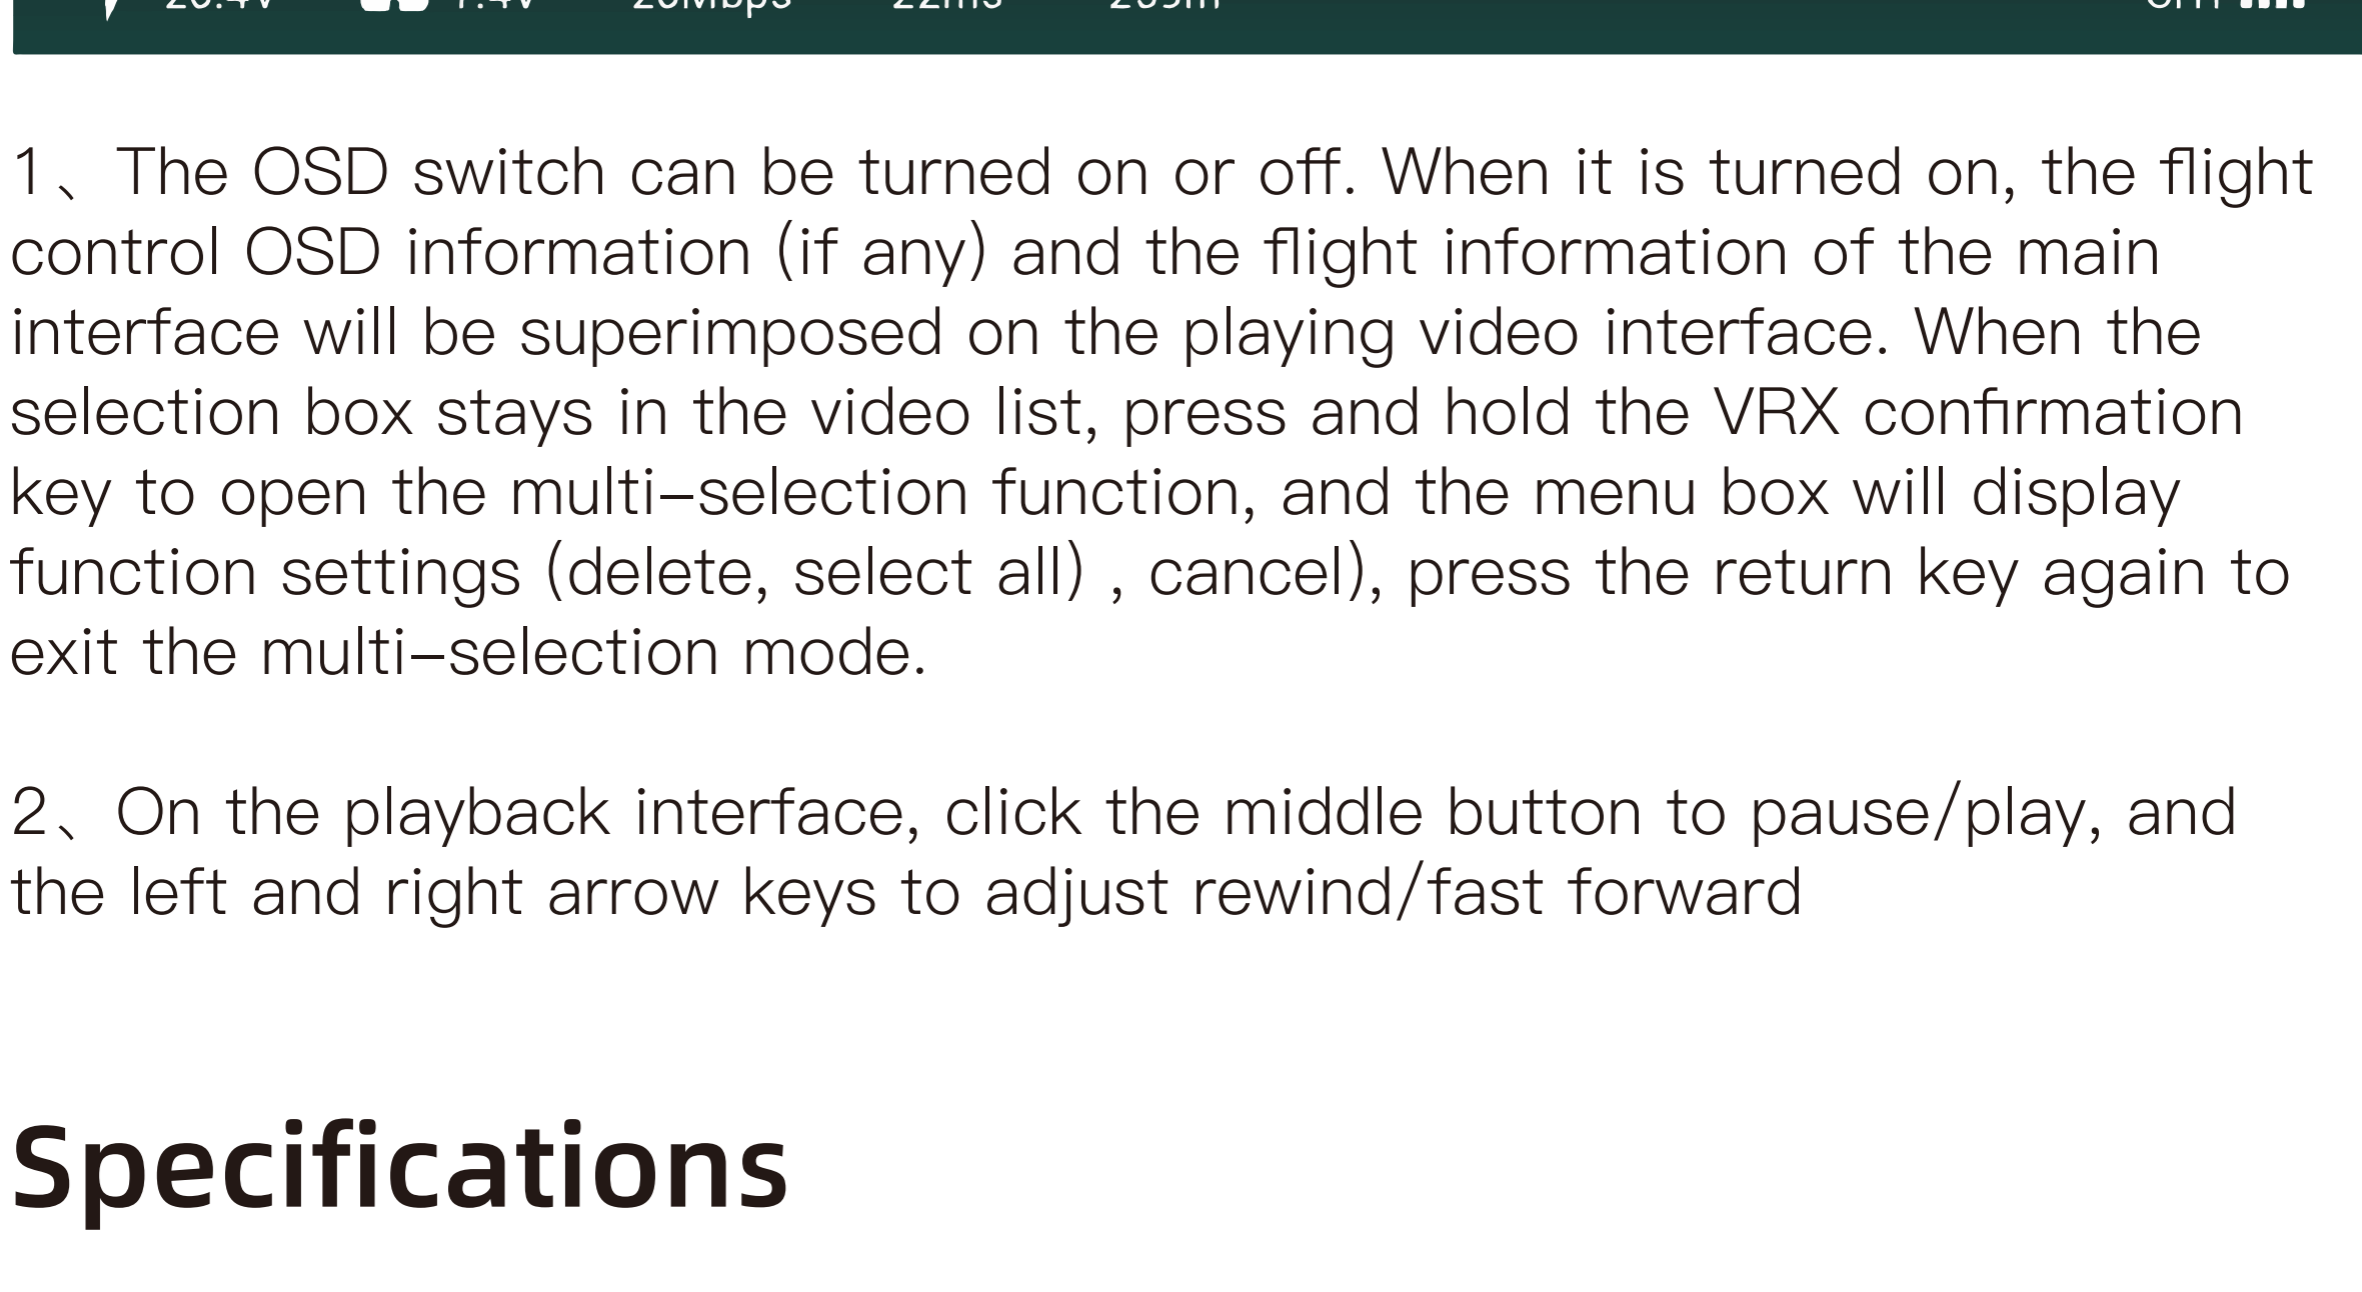 1、The OSD switch can be turned on or off. When it is turned on, the flight
control OSD information (if any) and the flight information of the main
interface will be superimposed on the playing video interface. When the
selection box stays in the video list, press and hold the VRX confirmation
key to open the multi–selection function, and the menu box will display
function settings (delete, select all) , cancel), press the return key again to
exit the multi–selection mode.
2、On the playback interface, click the middle button to pause/play, and
the left and right arrow keys to adjust rewind/fast forward
Specifications